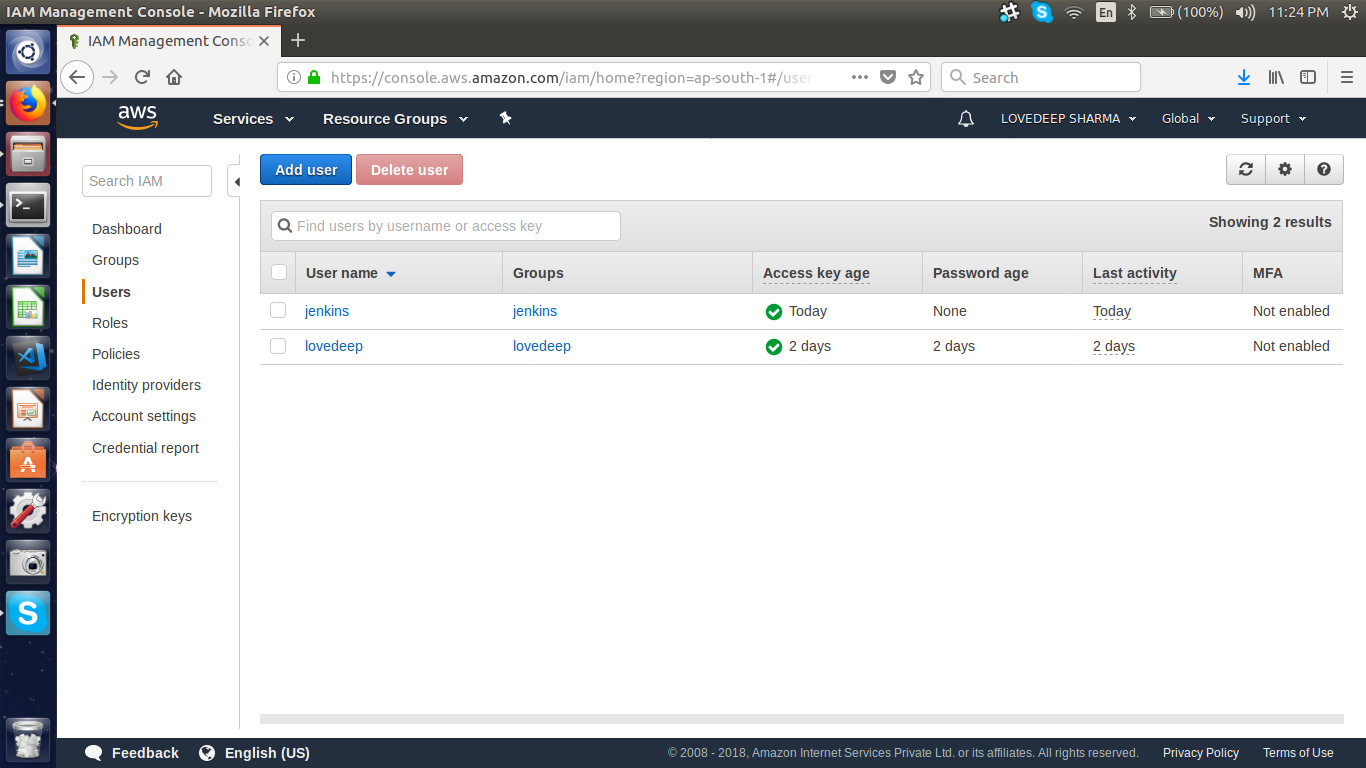 IAM Management Console - Mozilla Firefox
En (100%) 11:24 PM
IAM Management Conso
https://console.aws.amazon.com/iam/home?region=ap-south-1#/user
Search
aws Services Resource Groups LOVEDEEP SHARMA Global Support
Search IAM
Dashboard
Groups
Users
Roles
Policies
Identity providers
Account settings
Credential report
Encryption keys
Add user Delete user
Find users by username or access key Showing 2 results
User name Groups Access key age Password age Last activity MFA
jenkins jenkins Today None Today Not enabled
lovedeep lovedeep 2 days 2 days 2 days Not enabled
Feedback English (US) © 2008 - 2018, Amazon Internet Services Private Ltd. or its affiliates. All rights reserved. Privacy Policy Terms of Use